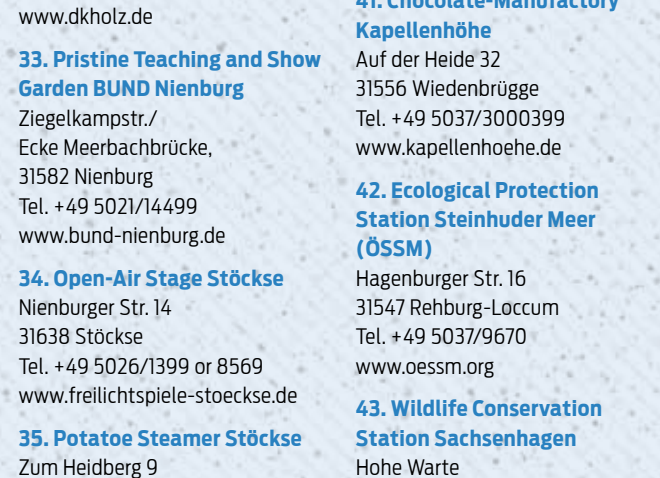 www.dkholz.de
33. Pristine Teaching and Show
Garden BUND Nienburg
Ziegelkampstr./
Ecke Meerbachbrücke,
31582 Nienburg
Tel. +49 5021/14499
www.bund-nienburg.de
34. Open-Air Stage Stöckse
Nienburger Str. 14
31638 Stöckse
Tel. +49 5026/1399 or 8569
www.freilichtspiele-stoeckse.de
35. Potatoe Steamer Stöckse
Zum Heidberg 9
41. Chocolate-Manufactory
Kapellenhöhe
Auf der Heide 32
31556 Wiedenbrügge
Tel. +49 5037/3000399
www.kapellenhoehe.de
42. Ecological Protection
Station Steinhuder Meer
(ÖSSM)
Hagenburger Str. 16
31547 Rehburg-Loccum
Tel. +49 5037/9670
www.oessm.org
43. Wildlife Conservation
Station Sachsenhagen
Hohe Warte